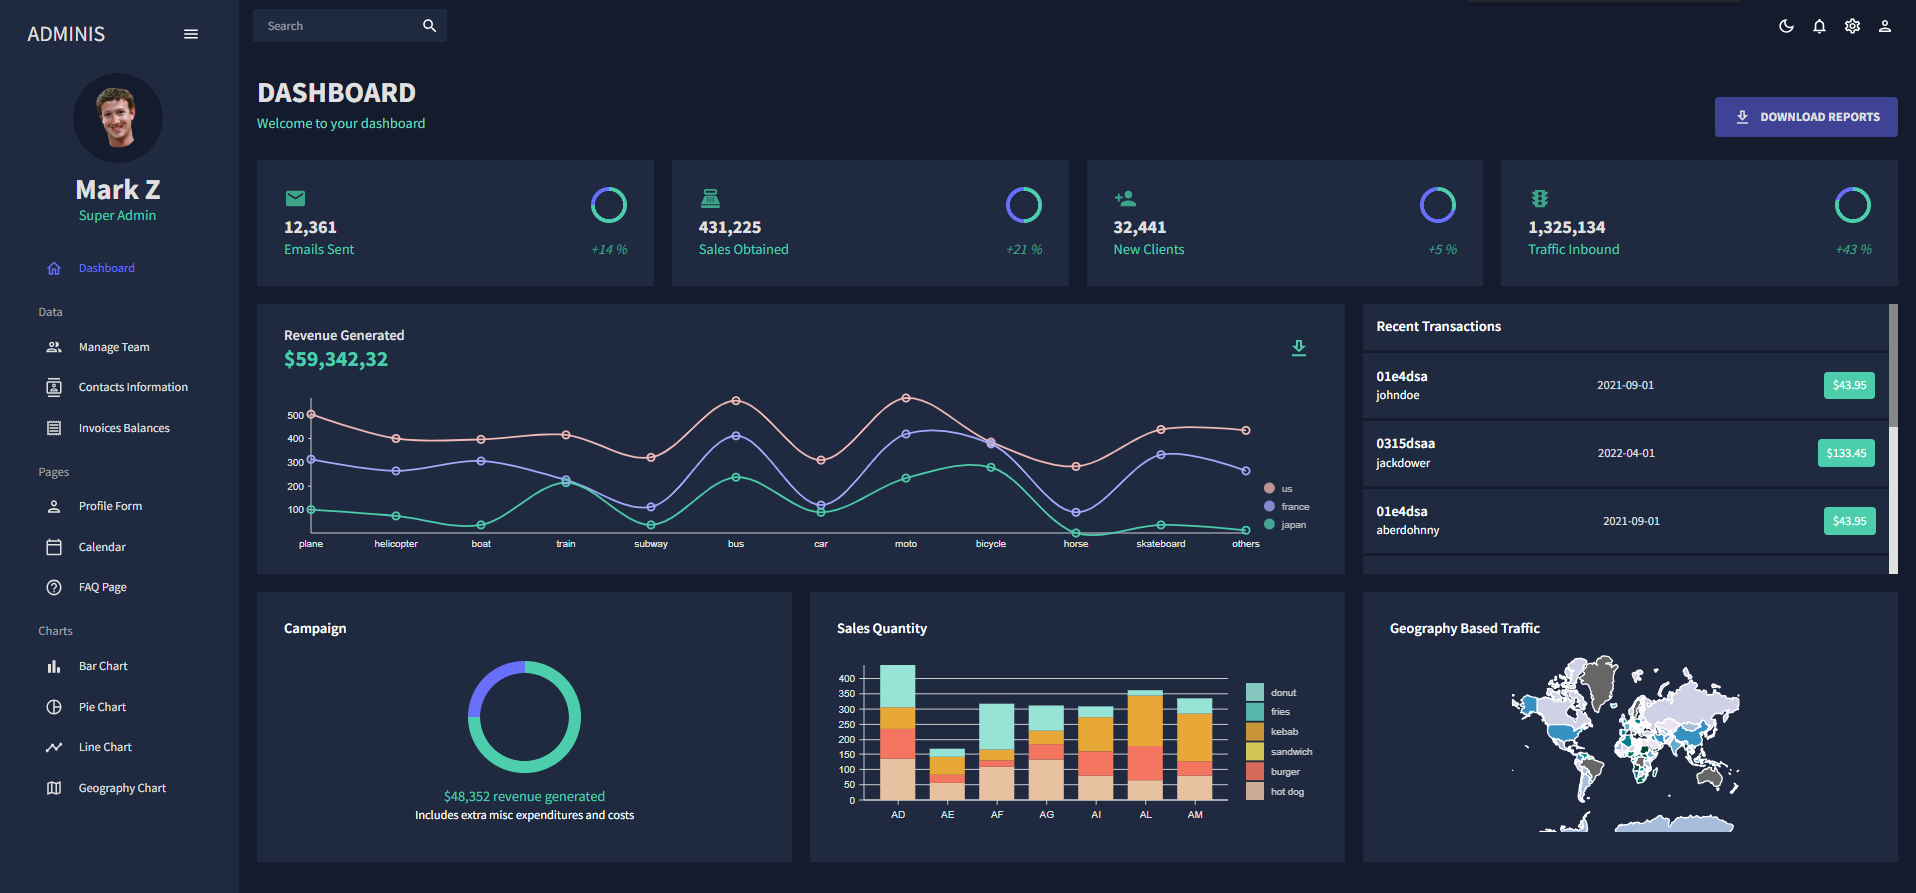 ADMINIS
Search
Mark Z
Super Admin
Dashboard
Data
Manage Team
Contacts Information
Invoices Balances
Pages
Profile Form
Calendar
FAQ Page
Charts
Bar Chart
Pie Chart
Line Chart
Geography Chart
DASHBOARD
Welcome to your dashboard
DOWNLOAD REPORTS
12,361
Emails Sent
+14 %
431,225
Sales Obtained
+21 %
32,441
New Clients
+5 %
1,325,134
Traffic Inbound
+43 %
Revenue Generated
$59,342,32
500
400
300
200
100
plane helicopter boat train subway bus car moto bicycle horse skateboard others
us
france
japan
Recent Transactions
01e4dsa
johndoe
2021-09-01
$43.95
0315dsaa
jackdower
2022-04-01
$133.45
01e4dsa
aberdohnny
2021-09-01
$43.95
Campaign
$48,352 revenue generated
Includes extra misc expenditures and costs
Sales Quantity
400
350
300
250
200
150
100
50
0
AD AE AF AG AI AL AM
donut
fries
kebab
sandwich
burger
hot dog
Geography Based Traffic